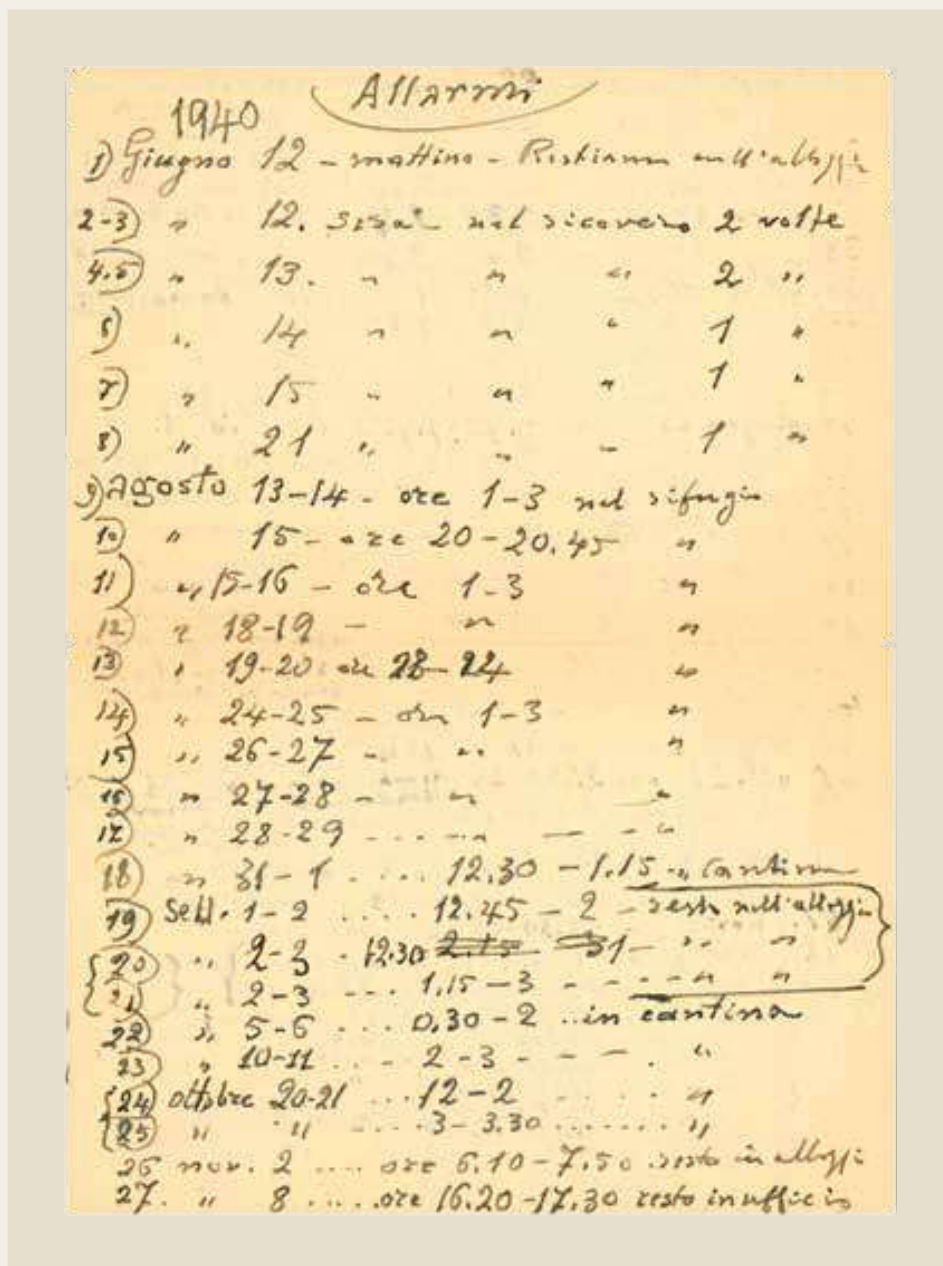 Allarmi
1940
1) Giugno 12 - mattino - Restiamo nell'alloggio
2-3) " 12. sera nel ricovero 2 volte
4.5) " 13. " " " 2 "
6) " 14 " " " 1 "
7) " 15 " " " 1 "
8) " 21 " " " 1 "
9) Agosto 13-14 - ore 1-3 nel rifugio
10) " 15 - ore 20-20.45 "
11) " 15-16 - ore 1-3 "
12) " 18-19 - " "
13) " 19-20 ore "
14) " 24-25 - ore 1-3 "
15) " 26-27 - " "
16) " 27-28 - " "
17) " 28-29 ..... " - - "
18) " 31-1 .... 12.30 - 1.15 in cantina
19) Sett. 1-2 .... 12.45 - 2 - resto nell'alloggio
20) " 2-3 - 12.30 1 - " "
21) " 2-3 ... 1.15 - 3 - - - - " "
22) " 5-6 ... 0.30 - 2 .. in cantina
23) " 10-11 ... 2-3 - - - . "
24) ottobre 20-21 ... 12-2 ..... "
25) " " .... 3-3.30 ....... "
26 nov. 2 .... ore 6.10-7.50 resto in alloggio
27. " 8 .... ore 16.20-17.30 resto in ufficio